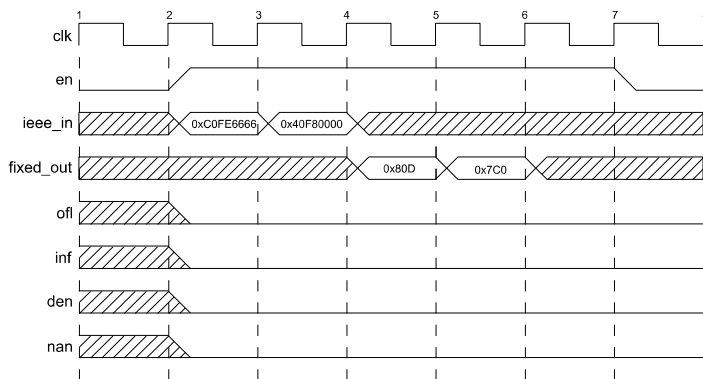 1 2 3 4 5 6 7
clk
en
ieee_in 0xC0FE6666 0x40F80000
fixed_out 0x80D 0x7C0
ofl
inf
den
nan